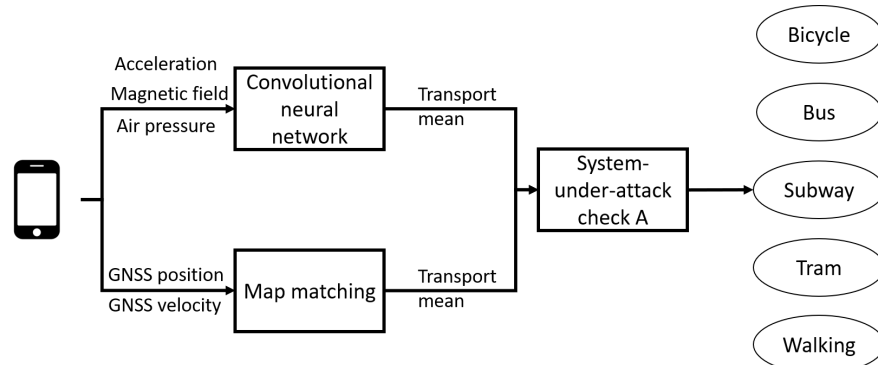 Acceleration
Magnetic field
Air pressure
Convolutional
neural
network
Transport
mean
GNSS position
GNSS velocity
Map matching
Transport
mean
System-
under-attack
check A
Bicycle
Bus
Subway
Tram
Walking